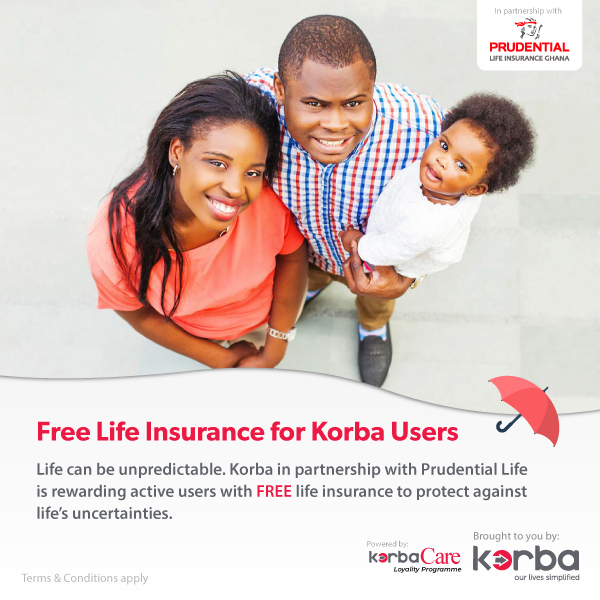 In partnership with
PRUDENTIAL
LIFE INSURANCE GHANA
Free Life Insurance for Korba Users
Life can be unpredictable. Korba in partnership with Prudential Life
is rewarding active users with FREE life insurance to protect against
life's uncertainties.
Powered by:
korbaCare
Loyality Programme
Brought to you by:
korba
our lives simplified
Terms & Conditions apply